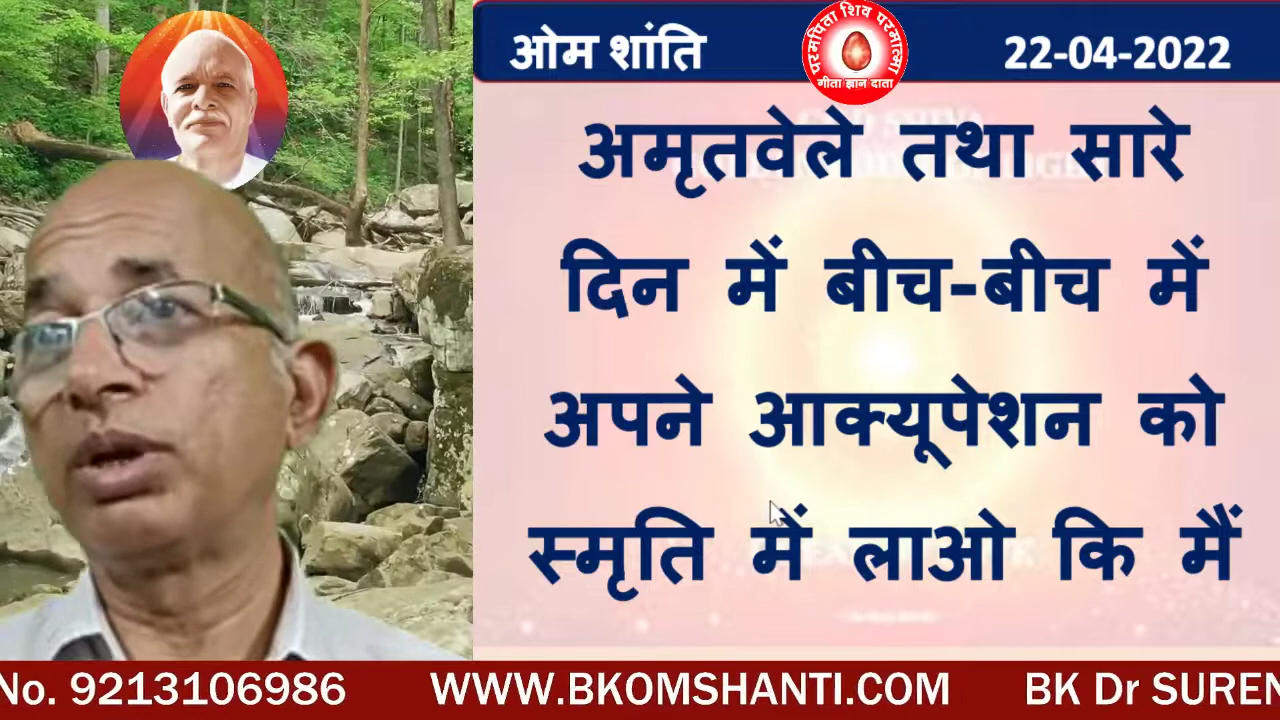 ओम शांति
परमपिता शिव परमात्मा
गीता ज्ञान दाता
22-04-2022
अमृतवेले तथा सारे
दिन में बीच-बीच में
अपने आक्यूपेशन को
स्मृति में लाओ कि मैं
No. 9213106986 WWW.BKOMSHANTI.COM BK Dr SUREN